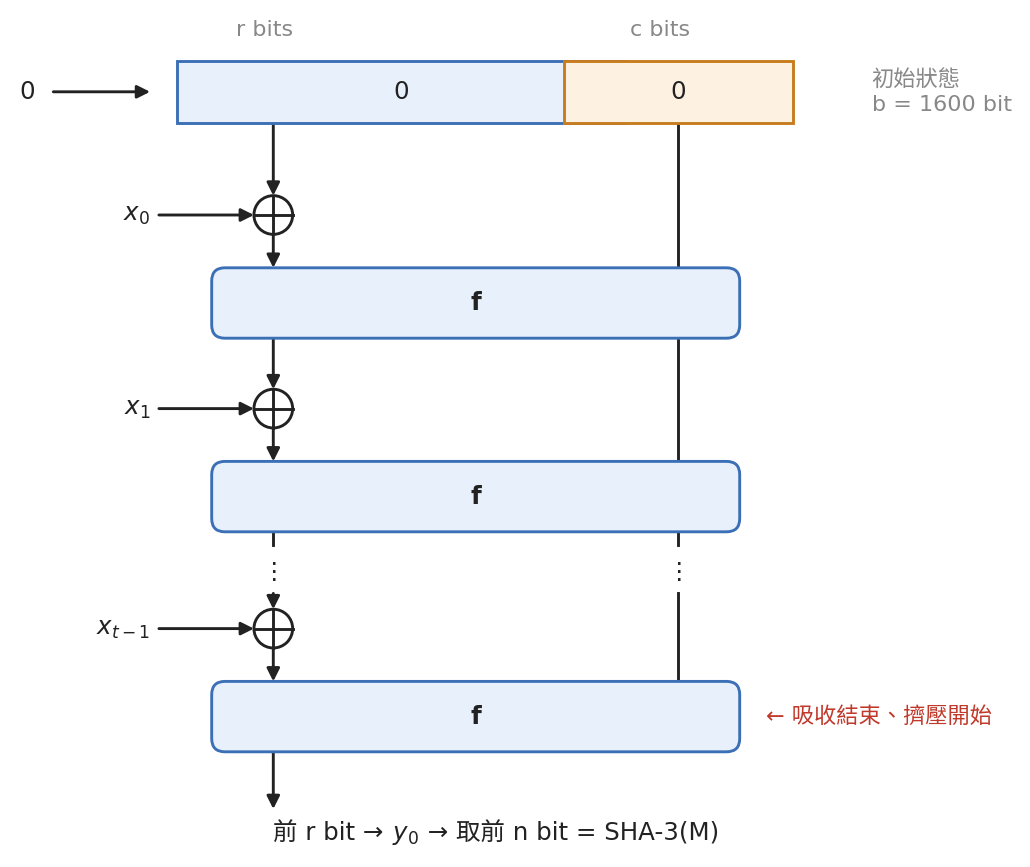 r bits
c bits
0
0
0
初始狀態
b = 1600 bit
x₀
f
x₁
f
⋮
⋮
xₜ₋₁
f
← 吸收結束、擠壓開始
前 r bit → y₀ → 取前 n bit = SHA-3(M)